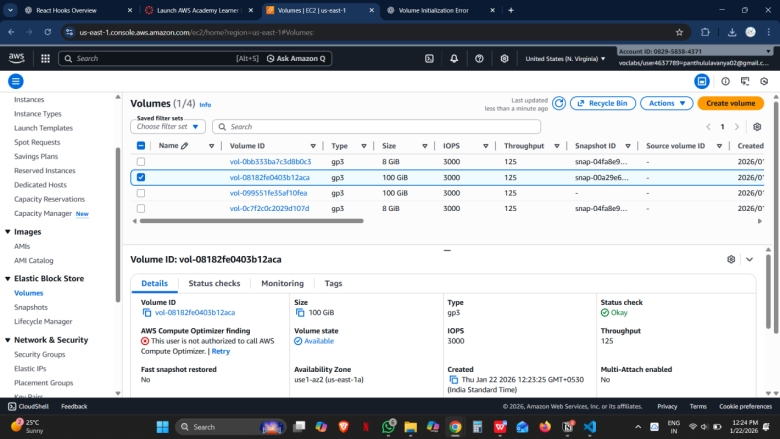 React Hooks Overview
Launch AWS Academy Learner
Volumes | EC2 | us-east-1
Volume Initialization Error
us-east-1.console.aws.amazon.com/ec2/home?region=us-east-1#Volumes:
aws
Search
[Alt+S]
Ask Amazon Q
United States (N. Virginia)
Account ID: 0829-5838-4371
voclabs/user4637789=panthululavanya02@gmail.c...
Instances
Instance Types
Launch Templates
Spot Requests
Savings Plans
Reserved Instances
Dedicated Hosts
Capacity Reservations
Capacity Manager New
Images
AMIs
AMI Catalog
Elastic Block Store
Volumes
Snapshots
Lifecycle Manager
Network & Security
Security Groups
Elastic IPs
Placement Groups
Key Pairs
Volumes (1/4) Info
Last updated
less than a minute ago
Recycle Bin
Actions
Create volume
Saved filter sets
Choose filter set
Search
1
Name Volume ID Type Size IOPS Throughput Snapshot ID Source volume ID Created
vol-0bb333ba7c3d8b0c3 gp3 8 GiB 3000 125 snap-04fa8e9... - 2026/01
vol-08182fe0403b12aca gp3 100 GiB 3000 125 snap-00a29e6... - 2026/01
vol-099551fe35af10fea gp3 100 GiB 3000 125 - - 2026/01
vol-0c7f2c0c2029d107d gp3 8 GiB 3000 125 snap-04fa8e9... - 2026/01
Volume ID: vol-08182fe0403b12aca
Details Status checks Monitoring Tags
Volume ID
vol-08182fe0403b12aca
Size
100 GiB
Type
gp3
Status check
Okay
AWS Compute Optimizer finding
This user is not authorized to call AWS
Compute Optimizer. | Retry
Volume state
Available
IOPS
3000
Throughput
125
Fast snapshot restored
No
Availability Zone
use1-az2 (us-east-1a)
Created
Thu Jan 22 2026 12:23:25 GMT+0530
(India Standard Time)
Multi-Attach enabled
No
CloudShell Feedback
© 2026, Amazon Web Services, Inc. or its affiliates. Privacy Terms Cookie preferences
25°C
Sunny
Search
ENG
IN
12:24 PM
1/22/2026